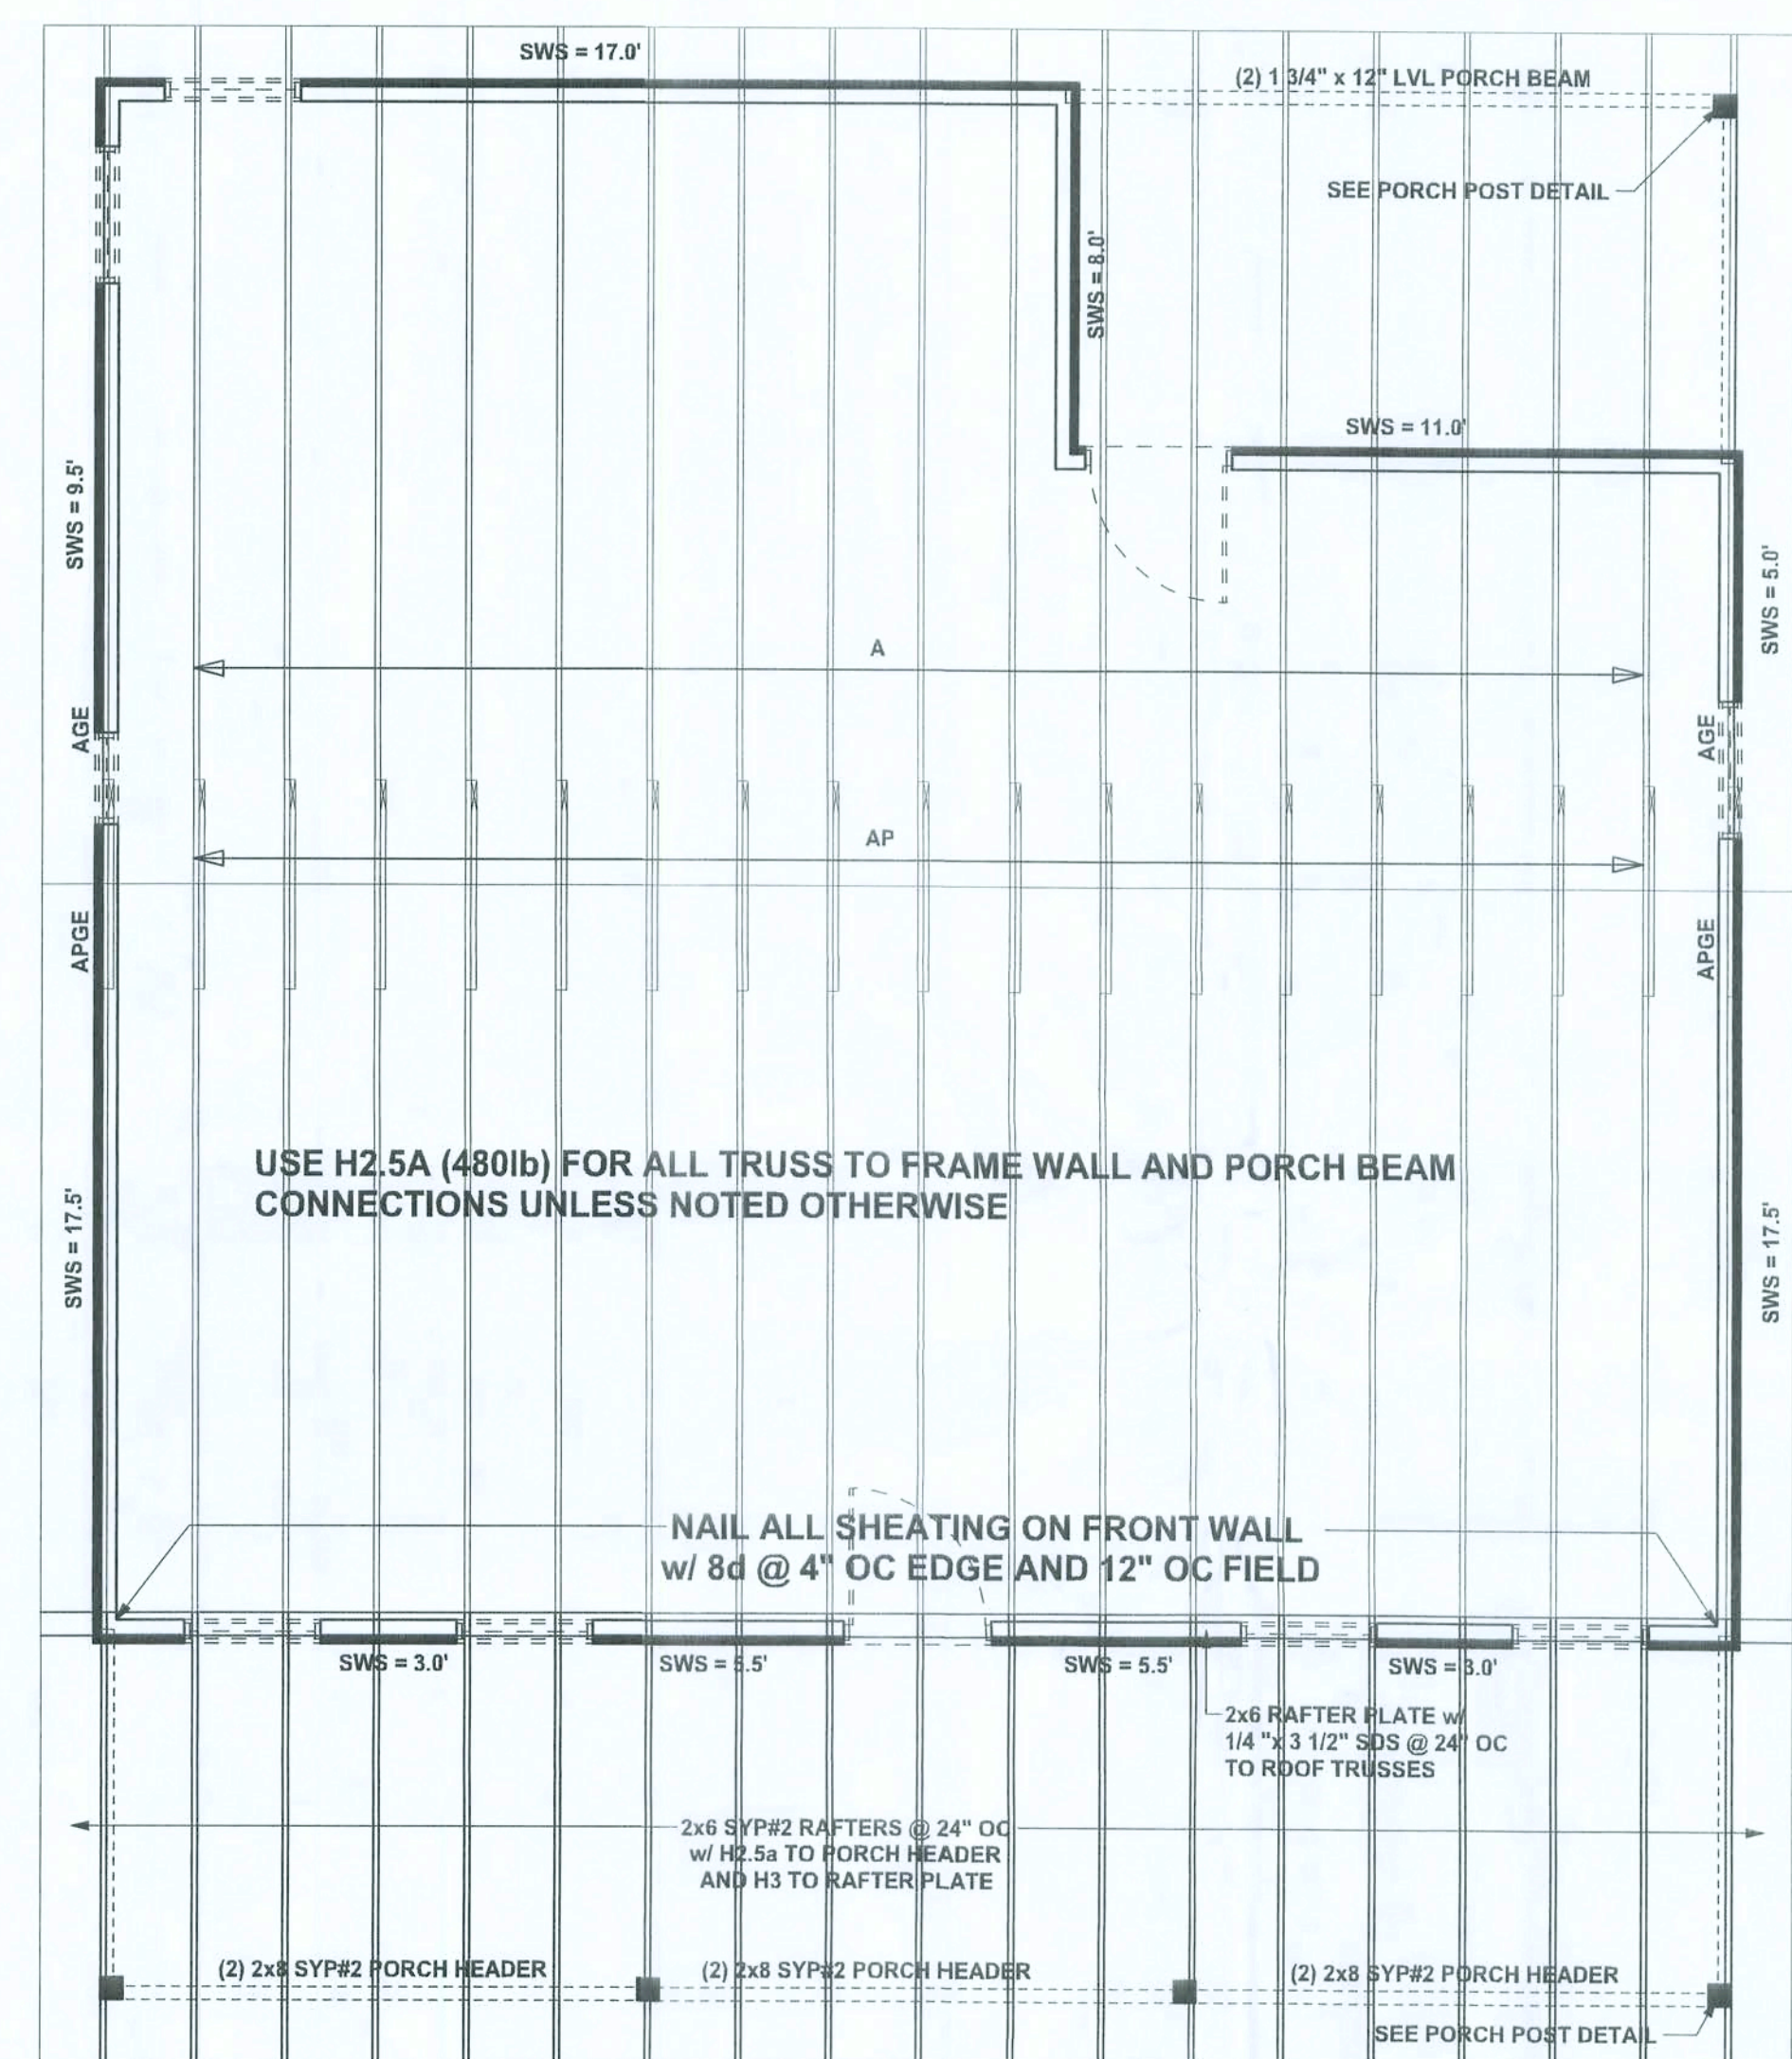 SWS = 17.0'
(2) 1 3/4" x 12" LVL PORCH BEAM
SEE PORCH POST DETAIL
SWS = 8.0'
SWS = 11.0'
SWS = 9.5'
SWS = 5.0'
A
AGE
AGE
AP
APGE
APGE
USE H2.5A (480lb) FOR ALL TRUSS TO FRAME WALL AND PORCH BEAM
CONNECTIONS UNLESS NOTED OTHERWISE
SWS = 17.5'
SWS = 17.5'
NAIL ALL SHEATING ON FRONT WALL
w/ 8d @ 4" OC EDGE AND 12" OC FIELD
SWS = 3.0'
SWS = 5.5'
SWS = 5.5'
SWS = 3.0'
2x6 RAFTER PLATE w/
1/4 "x 3 1/2" SDS @ 24" OC
TO ROOF TRUSSES
2x6 SYP#2 RAFTERS @ 24" OC
w/ H2.5a TO PORCH HEADER
AND H3 TO RAFTER PLATE
(2) 2x8 SYP#2 PORCH HEADER
(2) 2x8 SYP#2 PORCH HEADER
(2) 2x8 SYP#2 PORCH HEADER
SEE PORCH POST DETAIL